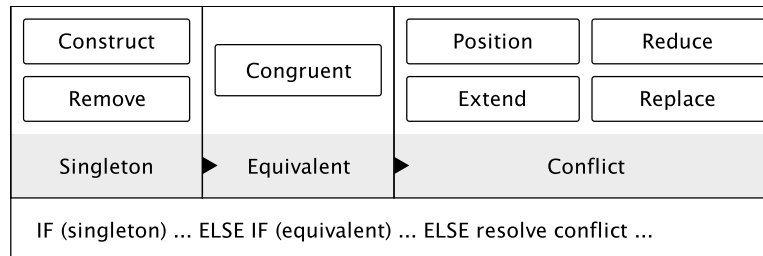 Construct
Remove
Congruent
Position
Reduce
Extend
Replace
Singleton
Equivalent
Conflict
IF (singleton) ... ELSE IF (equivalent) ... ELSE resolve conflict ...